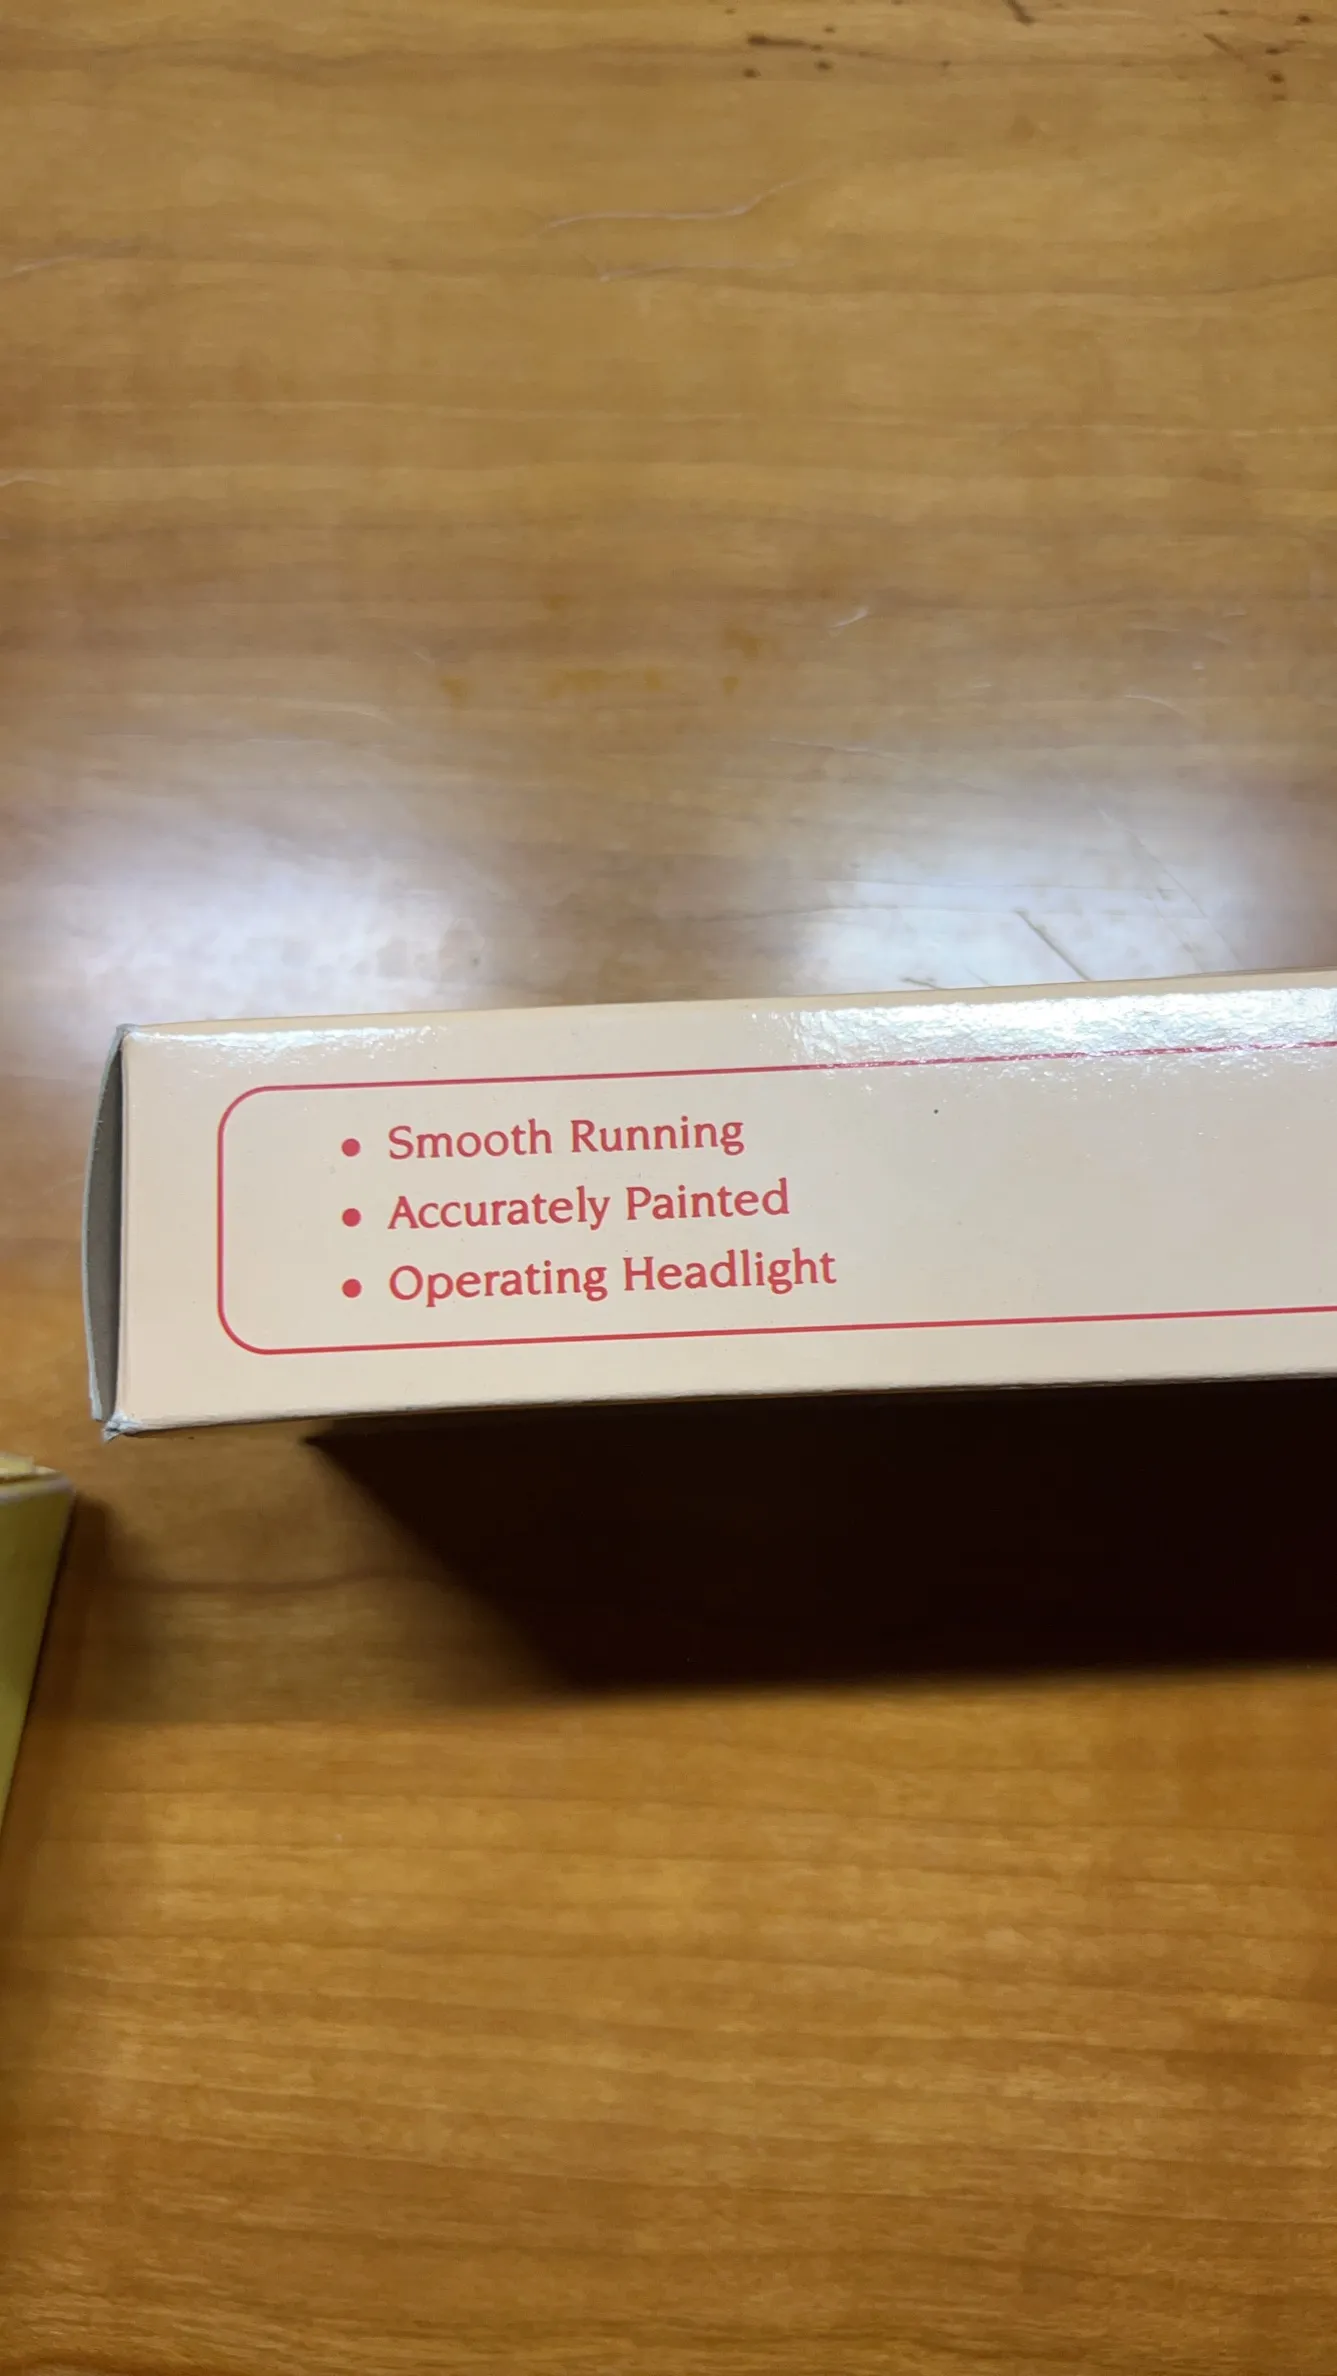 • Smooth Running
• Accurately Painted
• Operating Headlight